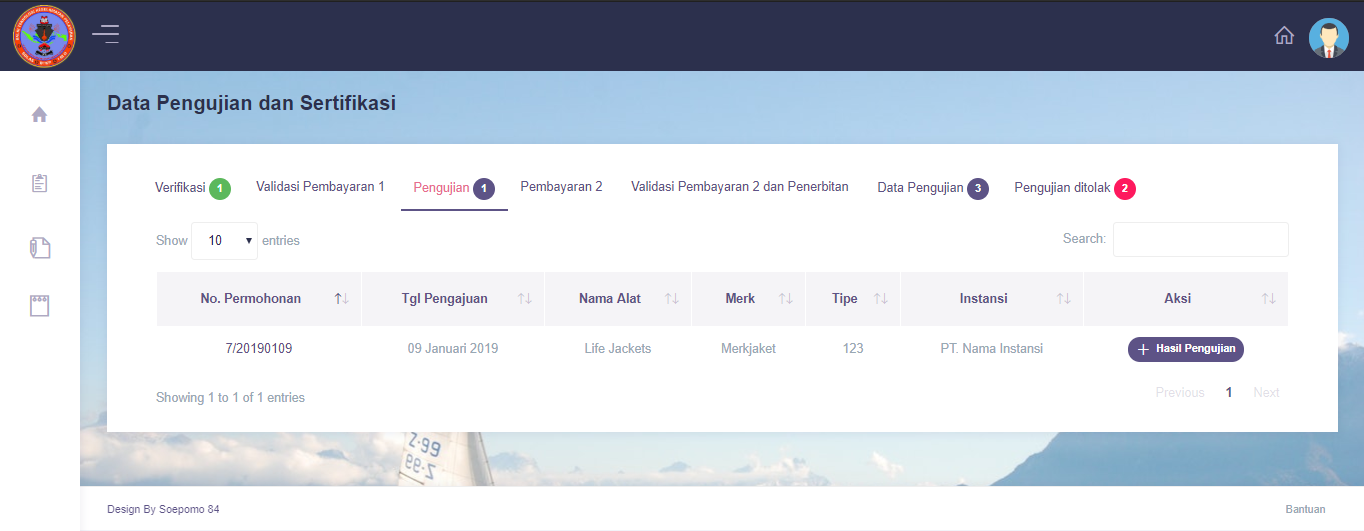 Data Pengujian dan Sertifikasi
Verifikasi 1 Validasi Pembayaran 1 Pengujian 1 Pembayaran 2 Validasi Pembayaran 2 dan Penerbitan Data Pengujian 3 Pengujian ditolak 2
Show 10 entries Search:
No. Permohonan Tgl Pengajuan Nama Alat Merk Tipe Instansi Aksi
7/20190109 09 Januari 2019 Life Jackets Merkjaket 123 PT. Nama Instansi + Hasil Pengujian
Showing 1 to 1 of 1 entries Previous 1 Next
Z-99
Design By Soepomo 84 Bantuan